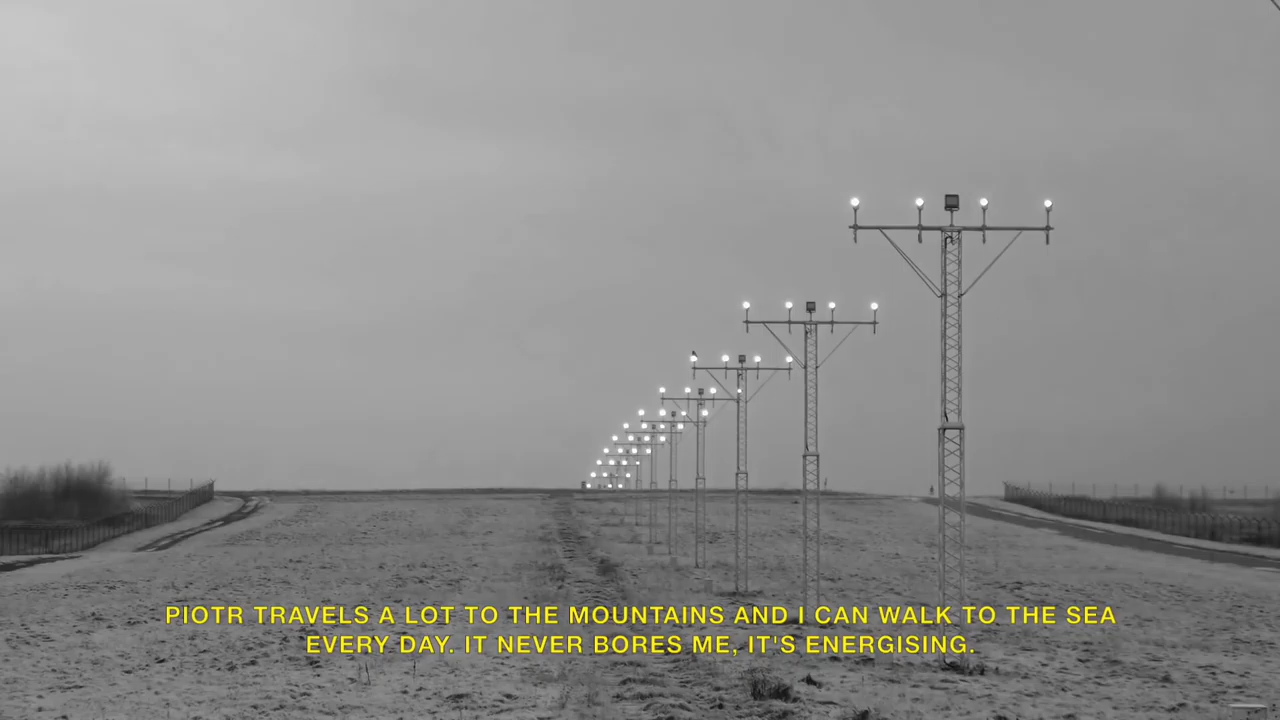 PIOTR TRAVELS A LOT TO THE MOUNTAINS AND I CAN WALK TO THE SEA
EVERY DAY. IT NEVER BORES ME, IT'S ENERGISING.